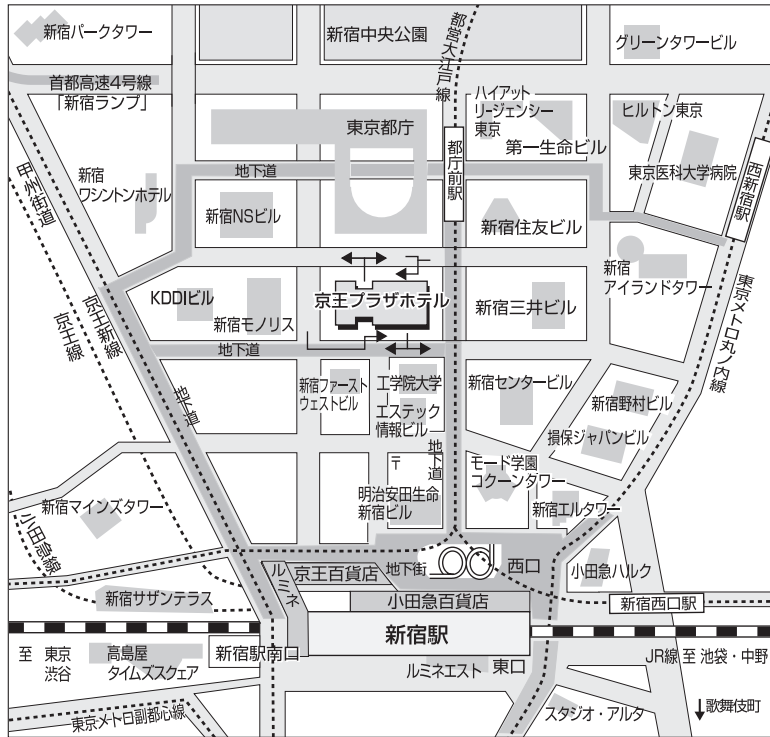 新宿パークタワー
新宿中央公園
都営大江戸線
グリーンタワービル
首都高速4号線
「新宿ランプ」
ハイアット
リージェンシー
東京
ヒルトン東京
東京都庁
都庁前駅
第一生命ビル
東京医科大学病院
西新宿駅
甲州街道
新宿
ワシントンホテル
地下道
新宿NSビル
新宿住友ビル
新宿
アイランドタワー
KDDIビル
新宿モノリス
京王プラザホテル
新宿三井ビル
東京メトロ丸ノ内線
京王新線
京王線
地下道
地下道
新宿ファースト
ウェストビル
工学院大学
エステック
情報ビル
新宿センタービル
新宿野村ビル
損保ジャパンビル
地下道
〒
モード学園
コクーンタワー
明治安田生命
新宿ビル
新宿エルタワー
新宿マインズタワー
小田急線
ルミネ
京王百貨店
地下街
西口
小田急ハルク
新宿サザンテラス
小田急百貨店
新宿西口駅
新宿駅
至 東京
渋谷
高島屋
タイムズスクェア
新宿駅南口
ルミネエスト
東口
JR線 至 池袋・中野
東京メトロ副都心線
スタジオ・アルタ
↓歌舞伎町